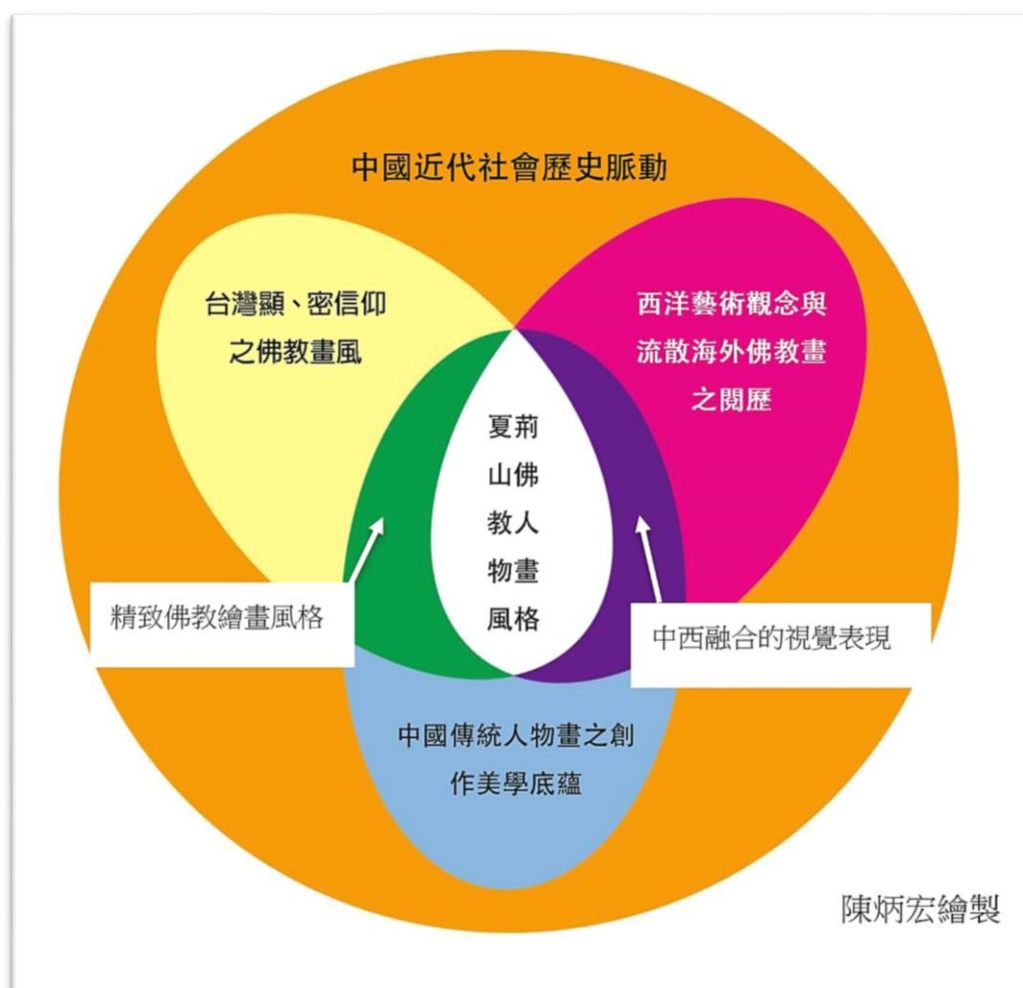 中國近代社會歷史脈動
台灣顯、密信仰
之佛教畫風
西洋藝術觀念與
流散海外佛教畫
之閱歷
夏荊
山佛
教人
物畫
風格
精致佛教繪畫風格
中西融合的視覺表現
中國傳統人物畫之創
作美學底蘊
陳炳宏繪製